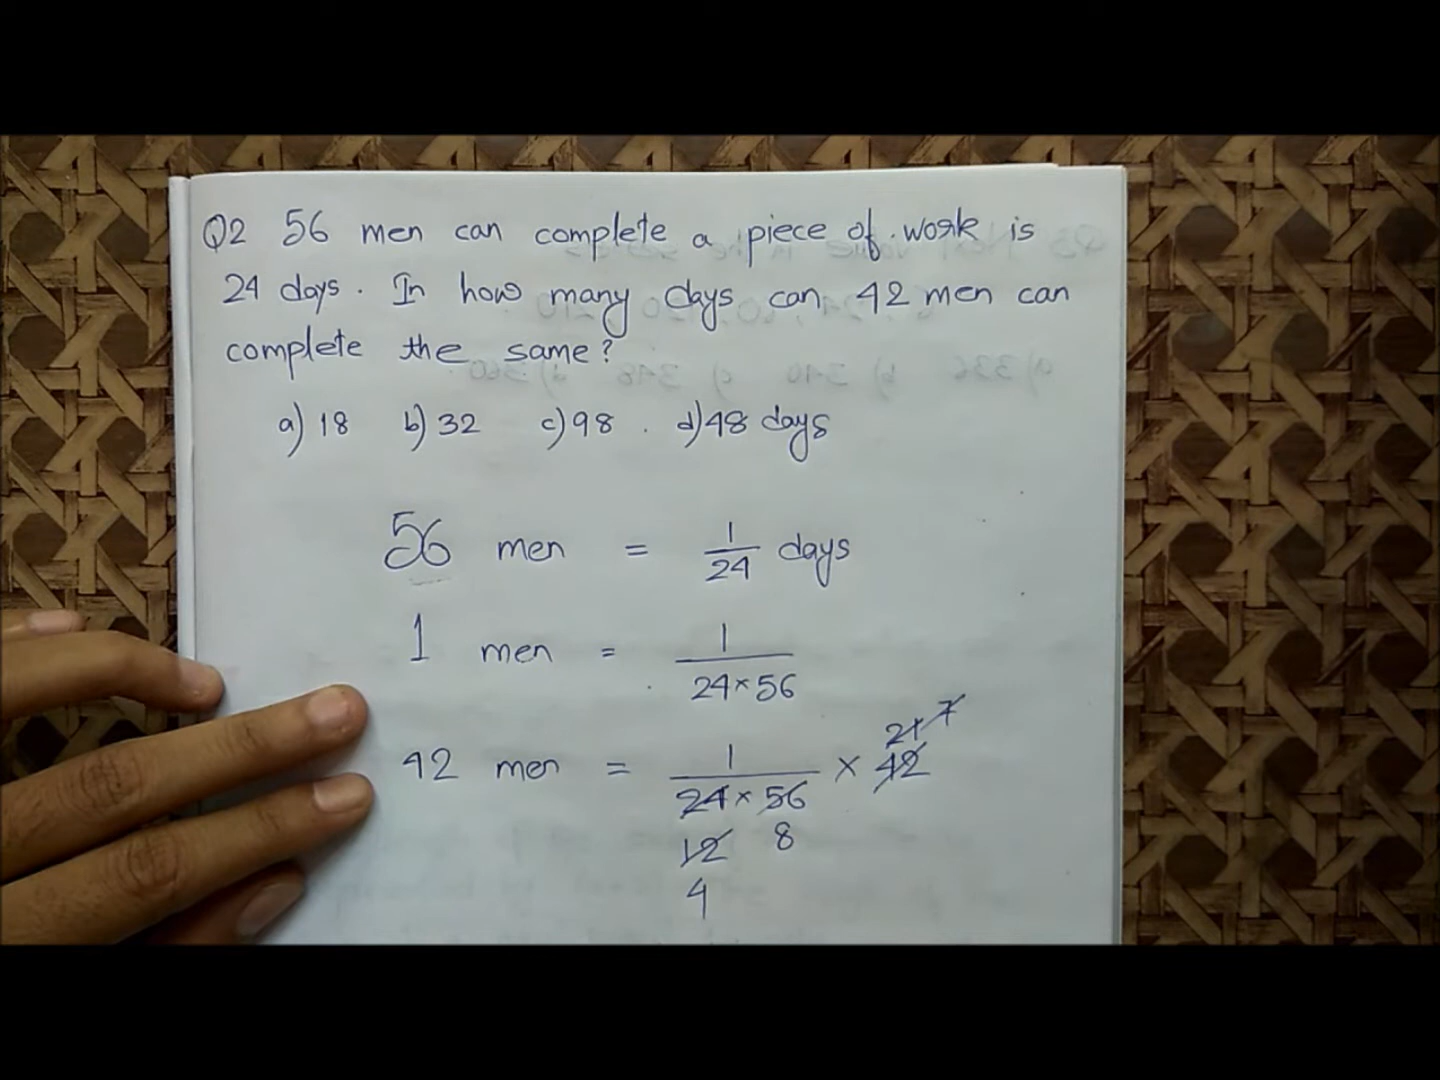 Q2 56 men can complete a piece of work is
24 days. In how many days can 42 men can
complete the same?
a) 18 b) 32 c) 98 d) 48 days
56 men = 1/24 days
1 men = 1/(24×56)
42 men = 1/(24×56) × 42
21 7
12 8
4